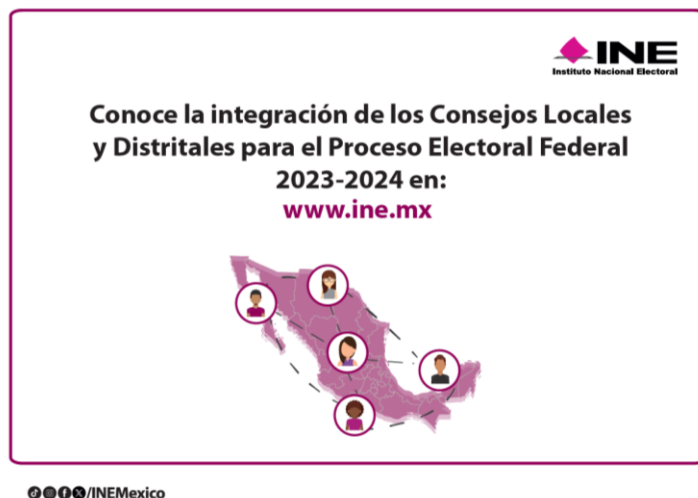 INE
Instituto Nacional Electoral
Conoce la integración de los Consejos Locales
y Distritales para el Proceso Electoral Federal
2023-2024 en:
www.ine.mx
/INEMexico